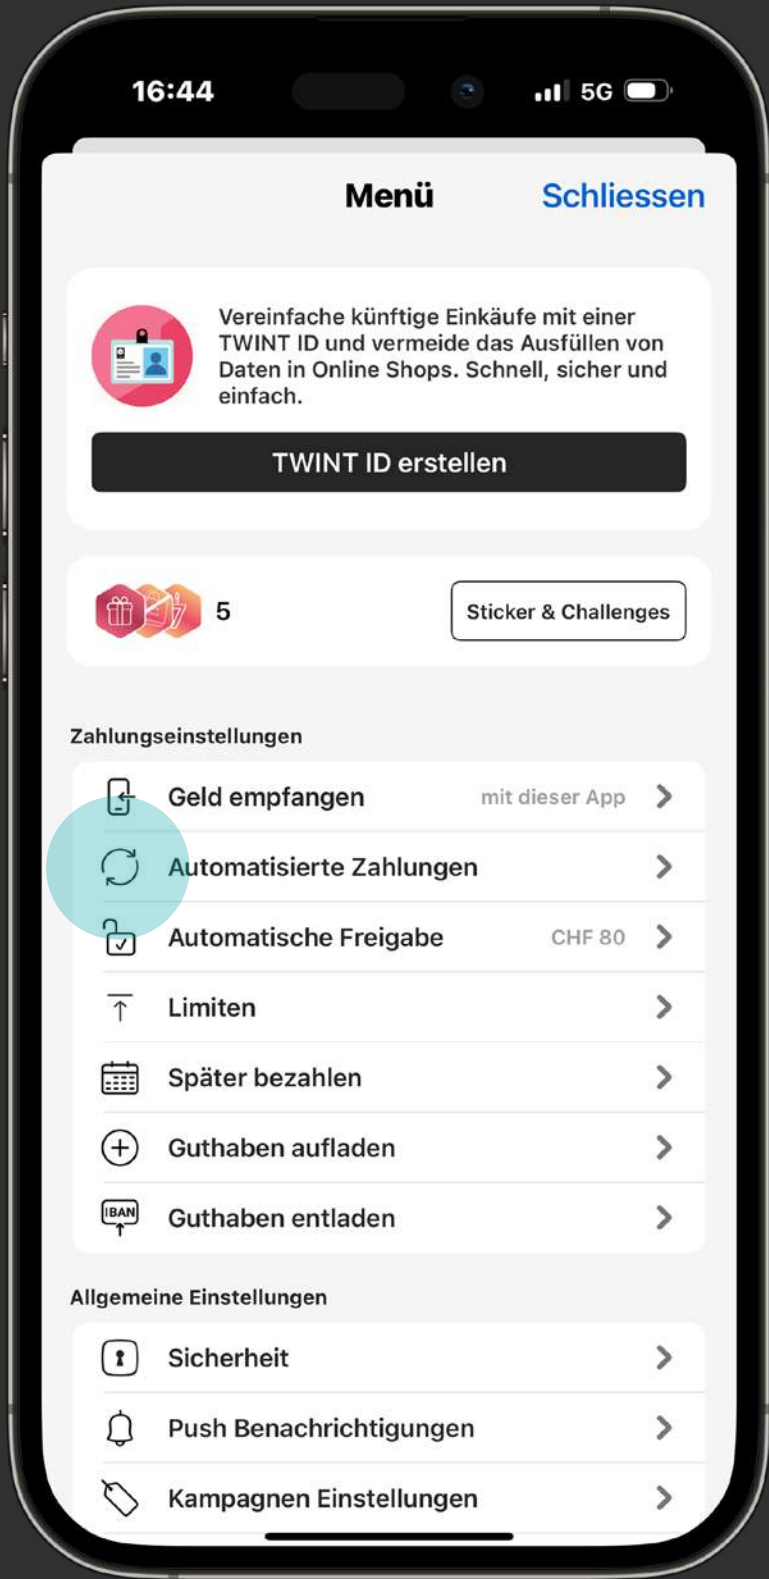 16:44
5G
Menü
Schliessen
Vereinfache künftige Einkäufe mit einer
TWINT ID und vermeide das Ausfüllen von
Daten in Online Shops. Schnell, sicher und
einfach.
TWINT ID erstellen
5
Sticker & Challenges
Zahlungseinstellungen
Geld empfangen mit dieser App
Automatisierte Zahlungen
Automatische Freigabe CHF 80
Limiten
Später bezahlen
Guthaben aufladen
IBAN Guthaben entladen
Allgemeine Einstellungen
Sicherheit
Push Benachrichtigungen
Kampagnen Einstellungen